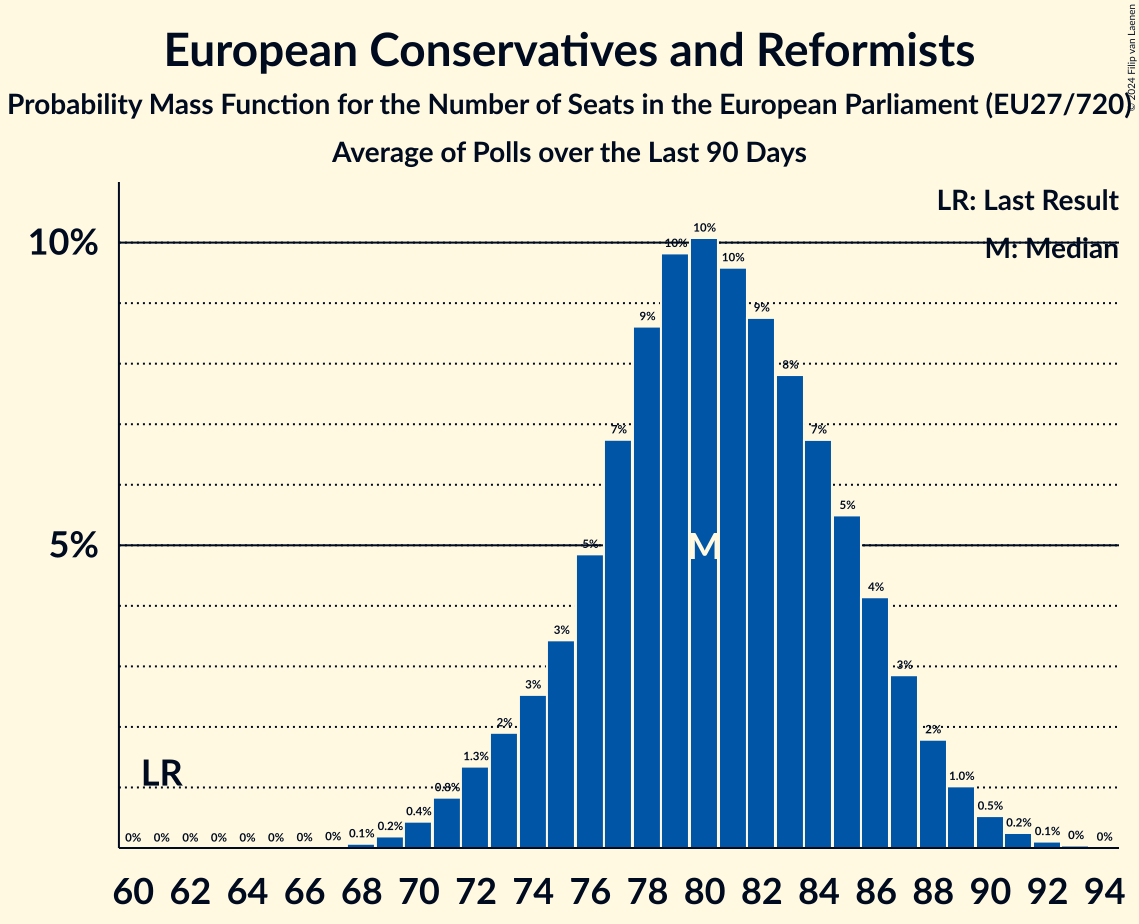 European Conservatives and Reformists
Probability Mass Function for the Number of Seats in the European Parliament (EU27/720)
Average of Polls over the Last 90 Days
© 2024 Filip van Laenen
LR: Last Result
M: Median
10%
5%
LR
M
0% 0% 0% 0% 0% 0% 0% 0% 0.1% 0.2% 0.4% 0.8% 1.3% 2% 3% 3% 5% 7% 9% 10% 10% 10% 9% 8% 7% 5% 4% 3% 2% 1.0% 0.5% 0.2% 0.1% 0% 0%
60 62 64 66 68 70 72 74 76 78 80 82 84 86 88 90 92 94